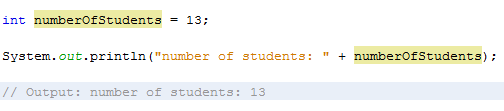 int numberOfStudents = 13;
System.out.println("number of students: " + numberOfStudents);
// Output: number of students: 13